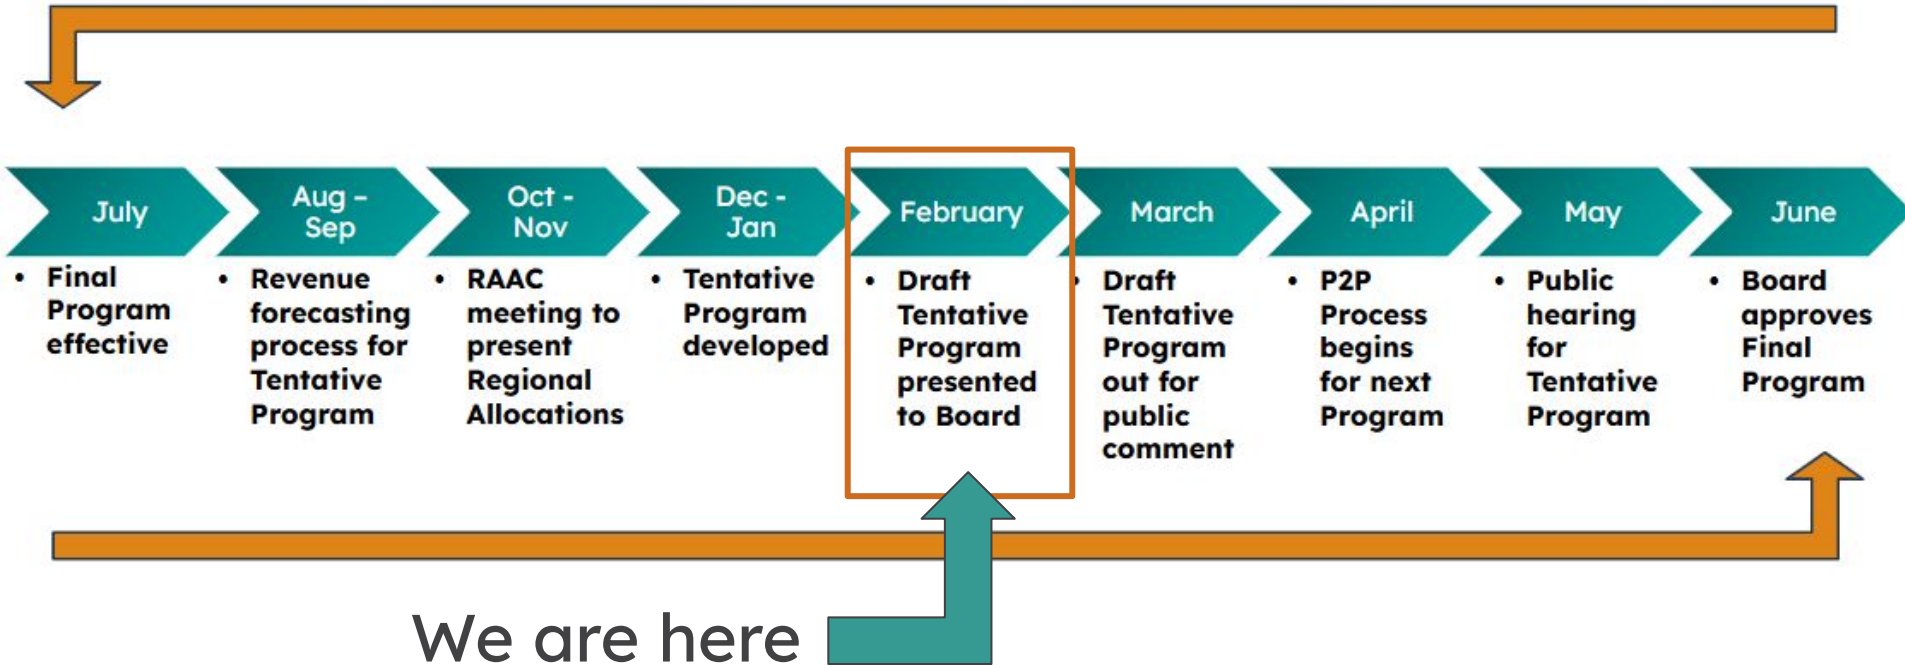 July
Aug –
Sep
Oct -
Nov
Dec -
Jan
February
March
April
May
June
• Final
Program
effective
• Revenue
forecasting
process for
Tentative
Program
• RAAC
meeting to
present
Regional
Allocations
• Tentative
Program
developed
• Draft
Tentative
Program
presented
to Board
• Draft
Tentative
Program
out for
public
comment
• P2P
Process
begins
for next
Program
• Public
hearing
for
Tentative
Program
• Board
approves
Final
Program
We are here